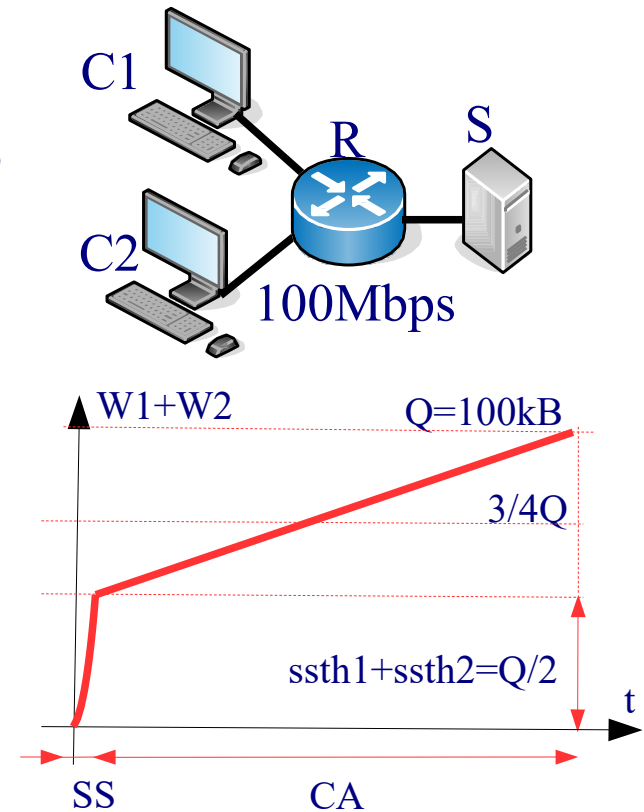 C1
R
S
C2
100Mbps
W1+W2
Q=100kB
3/4Q
ssth1+ssth2=Q/2
t
SS
CA